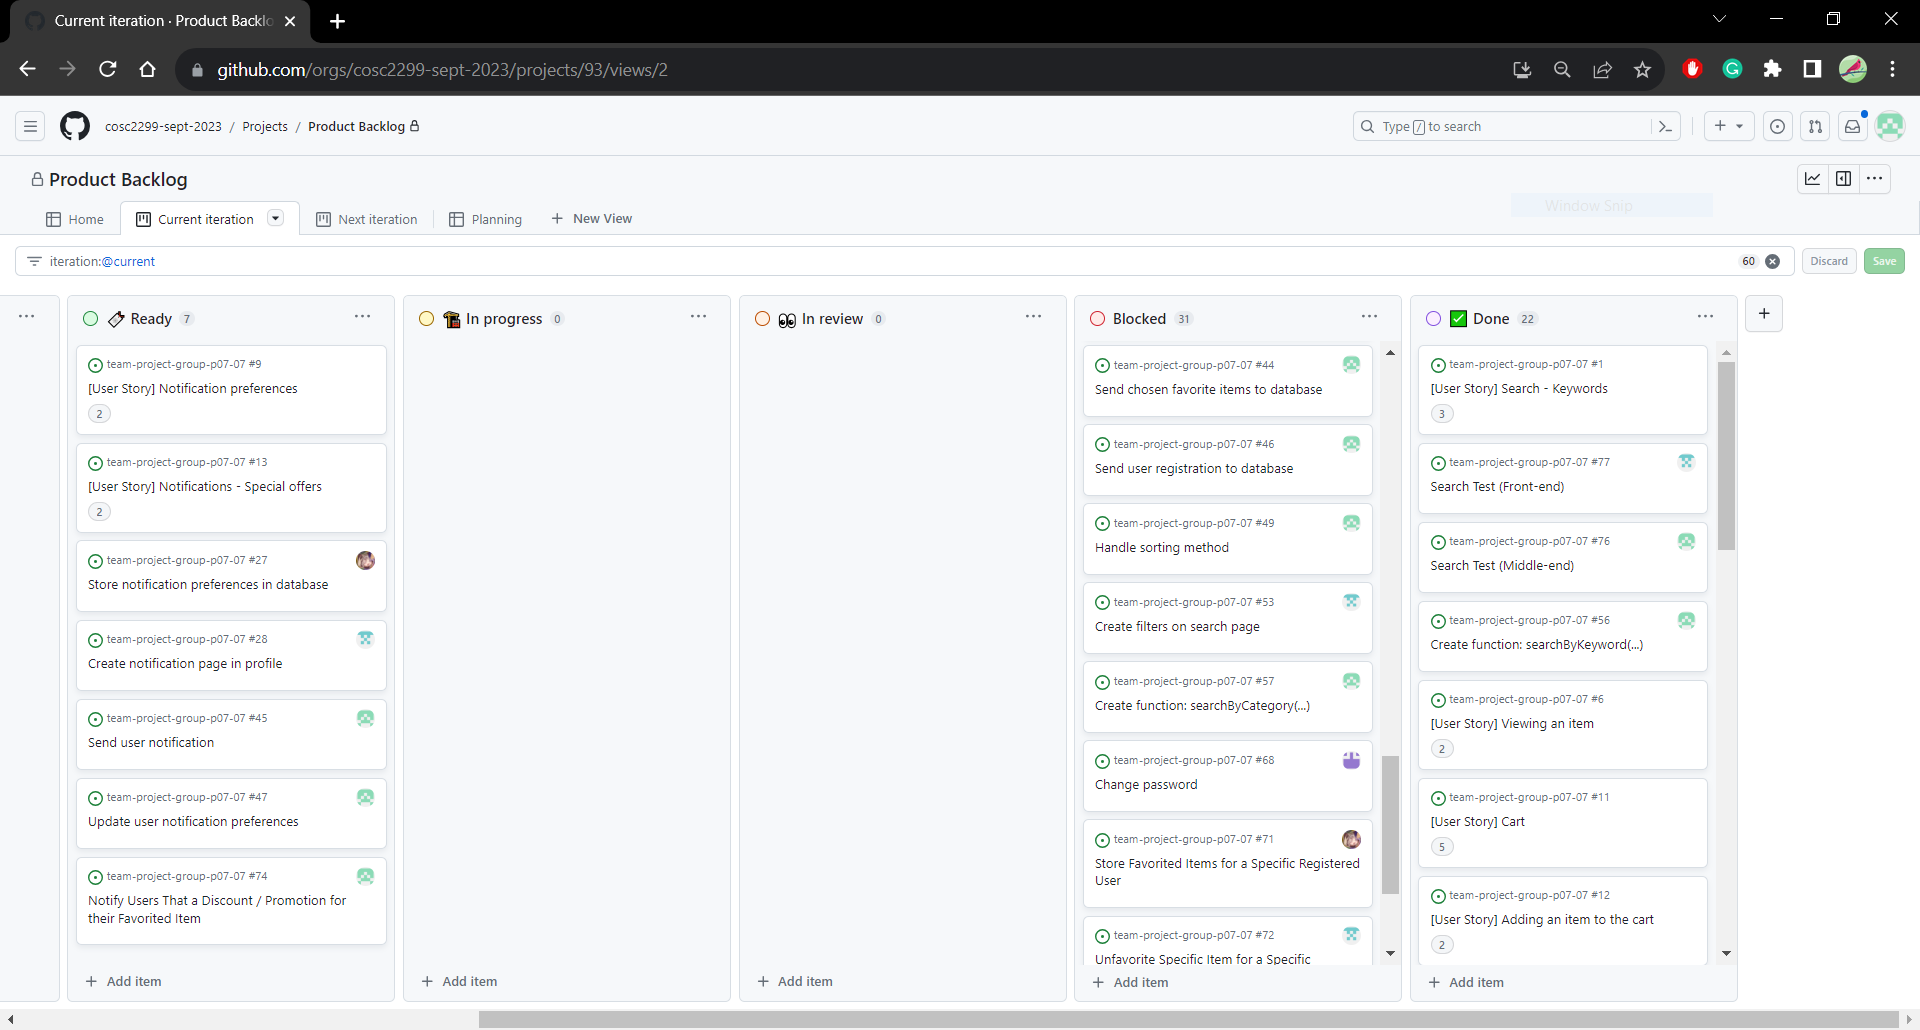 Current iteration · Product Backlo
github.com/orgs/cosc2299-sept-2023/projects/93/views/2
cosc2299-sept-2023 / Projects / Product Backlog
Type / to search
Product Backlog
Window Snip
Home
Current iteration
Next iteration
Planning
New View
iteration:@current
60
Discard
Save
Ready 7
team-project-group-p07-07 #9
[User Story] Notification preferences
2
team-project-group-p07-07 #13
[User Story] Notifications - Special offers
2
team-project-group-p07-07 #27
Store notification preferences in database
team-project-group-p07-07 #28
Create notification page in profile
team-project-group-p07-07 #45
Send user notification
team-project-group-p07-07 #47
Update user notification preferences
team-project-group-p07-07 #74
Notify Users That a Discount / Promotion for
their Favorited Item
Add item
In progress 0
Add item
In review 0
Add item
Blocked 31
team-project-group-p07-07 #44
Send chosen favorite items to database
team-project-group-p07-07 #46
Send user registration to database
team-project-group-p07-07 #49
Handle sorting method
team-project-group-p07-07 #53
Create filters on search page
team-project-group-p07-07 #57
Create function: searchByCategory(...)
team-project-group-p07-07 #68
Change password
team-project-group-p07-07 #71
Store Favorited Items for a Specific Registered
User
team-project-group-p07-07 #72
Unfavorite Specific Item for a Specific
Add item
Done 22
team-project-group-p07-07 #1
[User Story] Search - Keywords
3
team-project-group-p07-07 #77
Search Test (Front-end)
team-project-group-p07-07 #76
Search Test (Middle-end)
team-project-group-p07-07 #56
Create function: searchByKeyword(...)
team-project-group-p07-07 #6
[User Story] Viewing an item
2
team-project-group-p07-07 #11
[User Story] Cart
5
team-project-group-p07-07 #12
[User Story] Adding an item to the cart
2
Add item